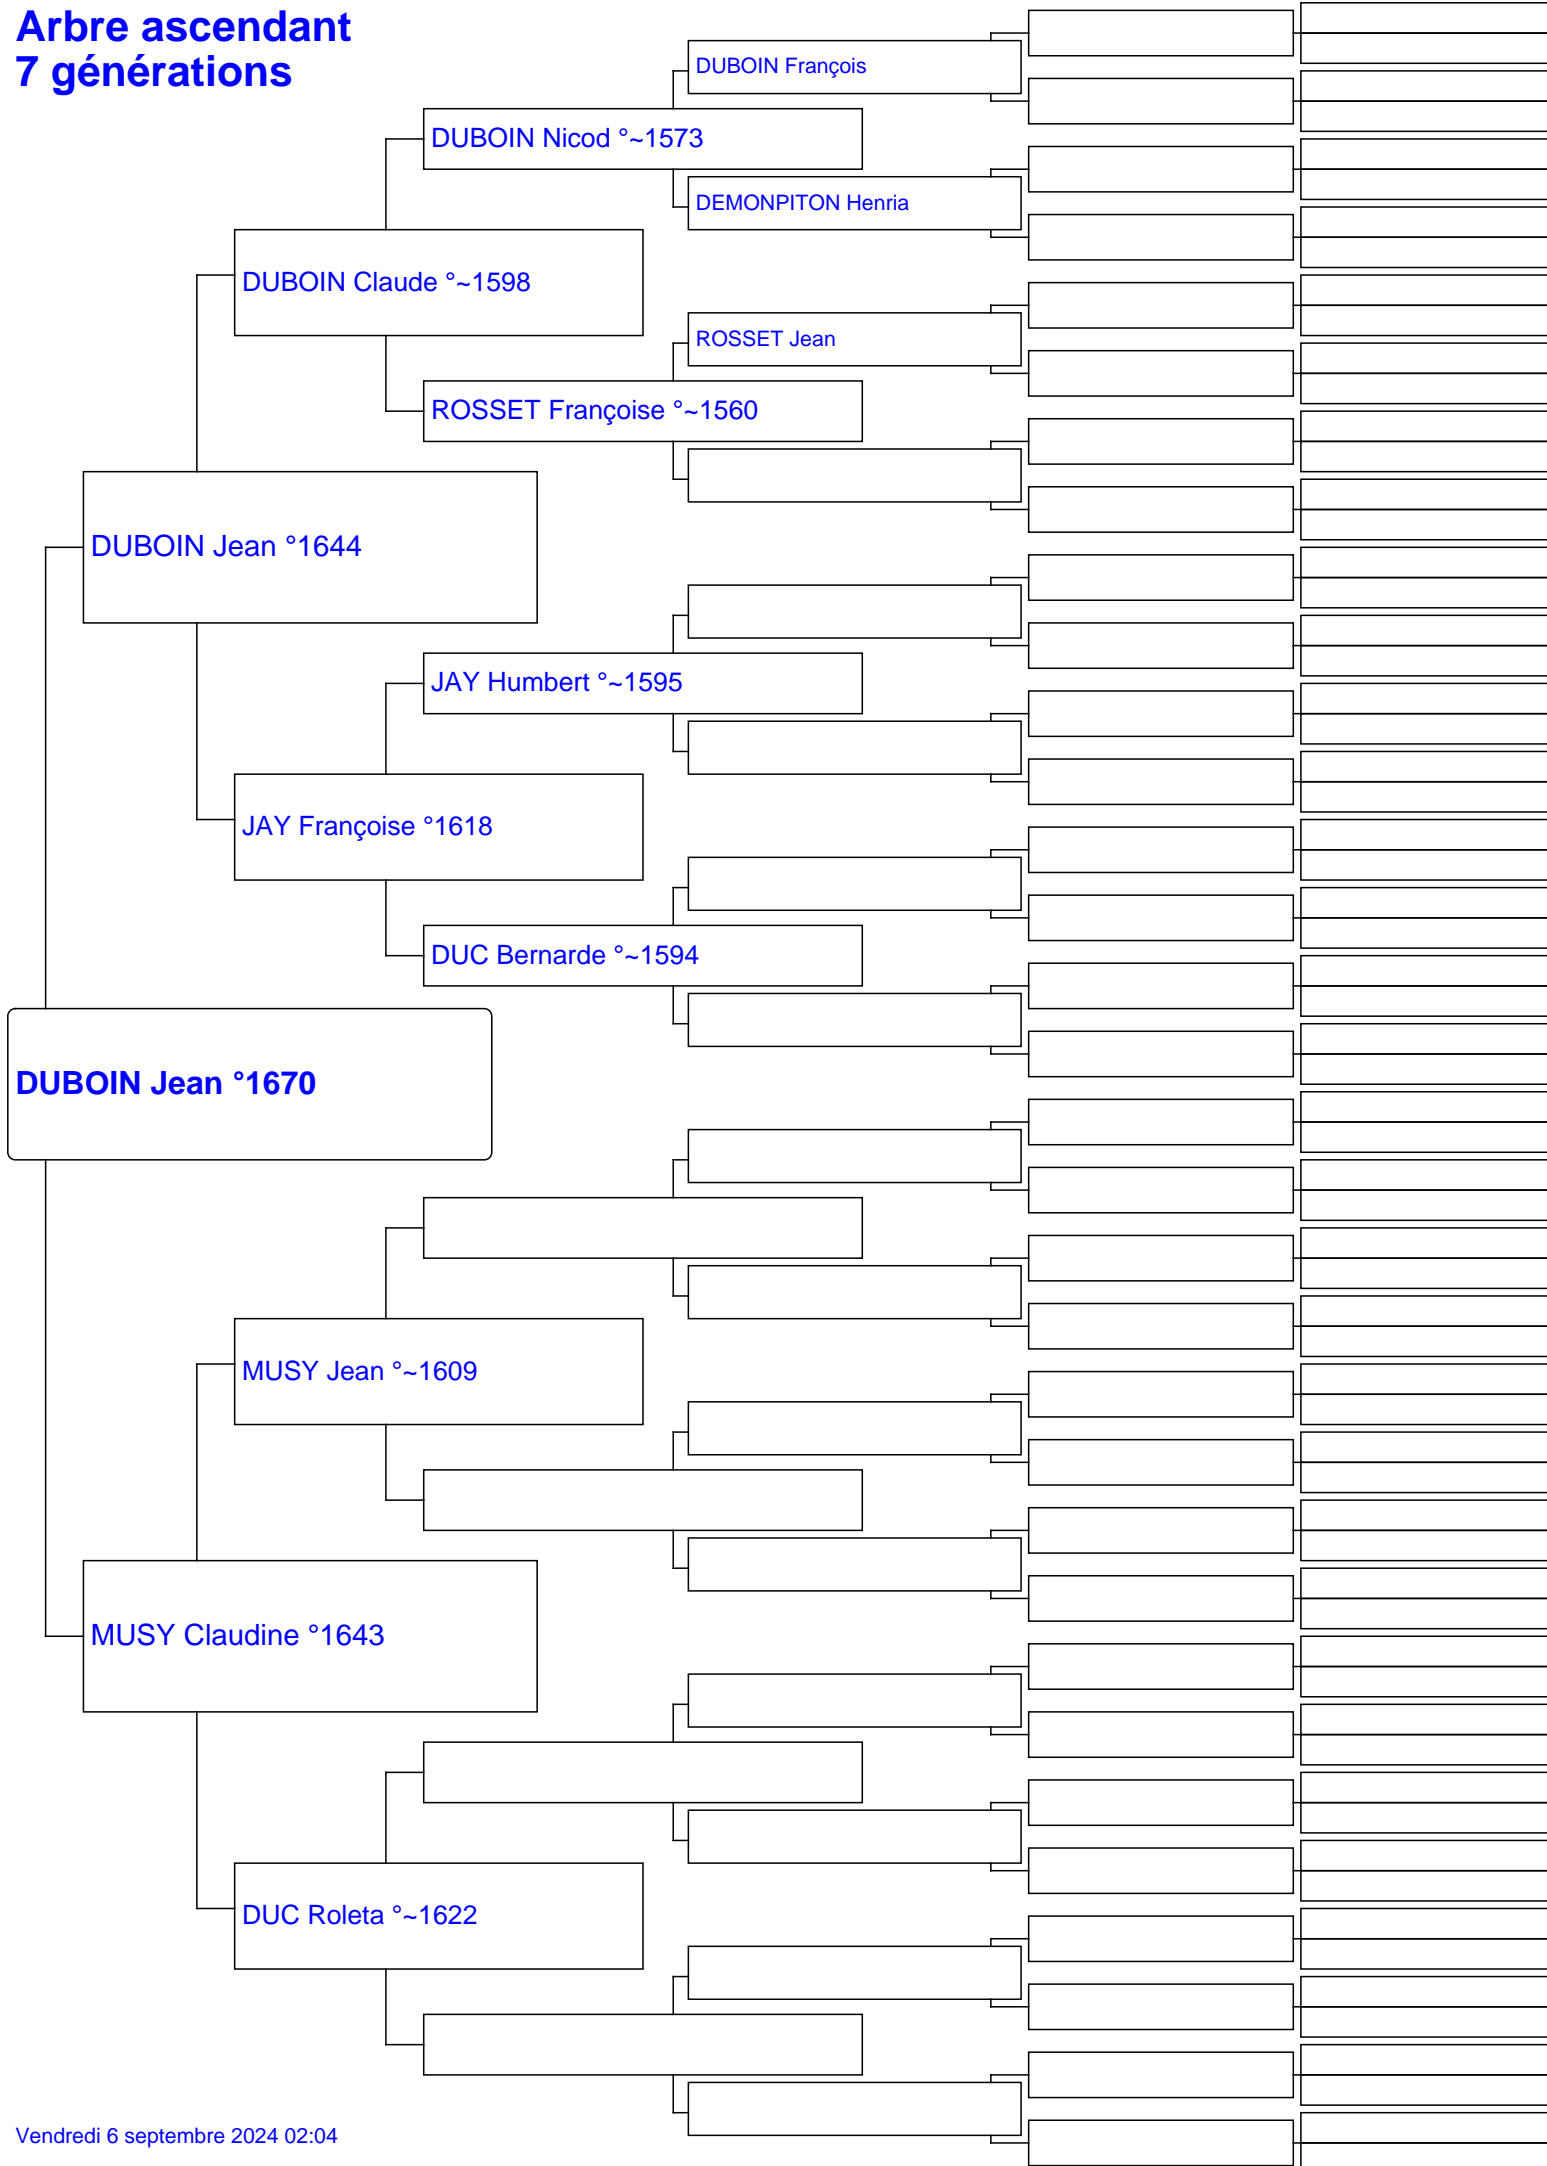 Arbre ascendant
7 générations
DUBOIN François
DUBOIN Nicod °~1573
DEMONPITON Henria
DUBOIN Claude °~1598
ROSSET Jean
ROSSET Françoise °~1560
DUBOIN Jean °1644
JAY Humbert °~1595
JAY Françoise °1618
DUC Bernarde °~1594
DUBOIN Jean °1670
MUSY Jean °~1609
MUSY Claudine °1643
DUC Roleta °~1622
Vendredi 6 septembre 2024 02:04